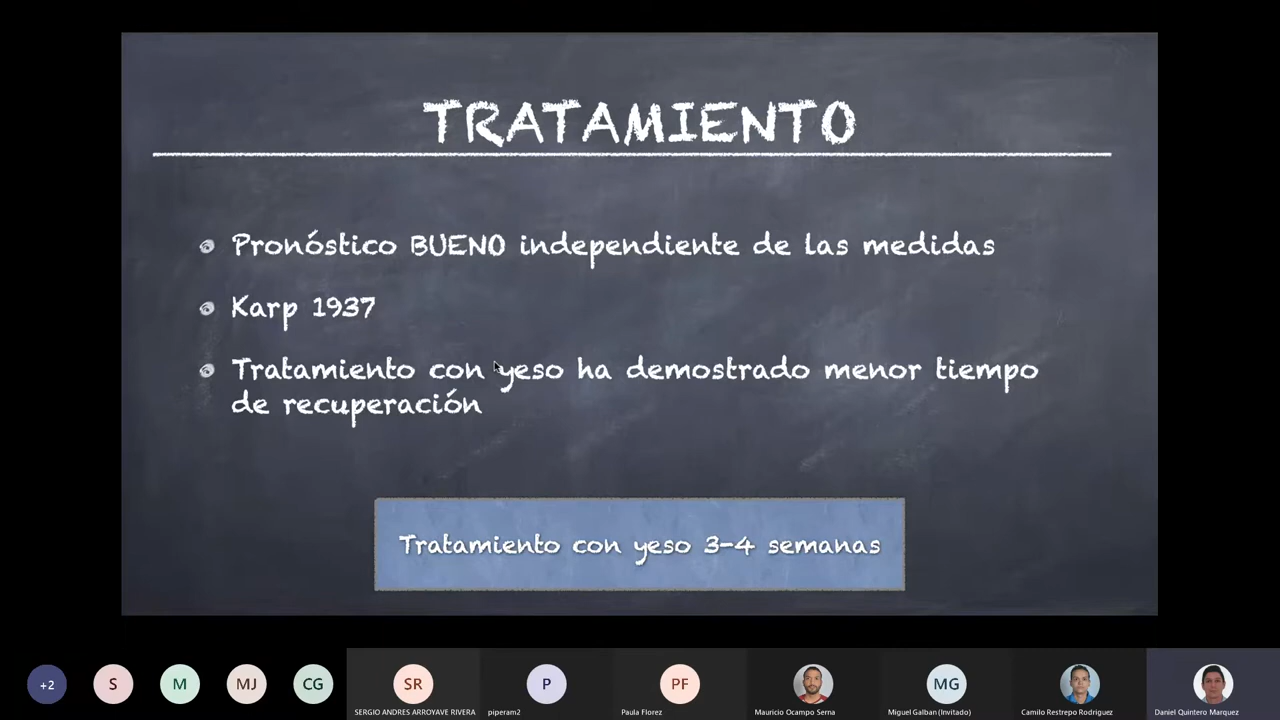 TRATAMIENTO
Pronóstico BUENO independiente de las medidas
Karp 1937
Tratamiento con yeso ha demostrado menor tiempo
de recuperación
Tratamiento con yeso 3-4 semanas
+2
S
M
MJ
CG
SR
P
PF
MG
SERGIO ANDRES ARROYAVE RIVERA
piperam2
Paula Florez
Mauricio Ocampo Serna
Miguel Galban (Invitado)
Camilo Restrepo Rodriguez
Daniel Quintero Marquez